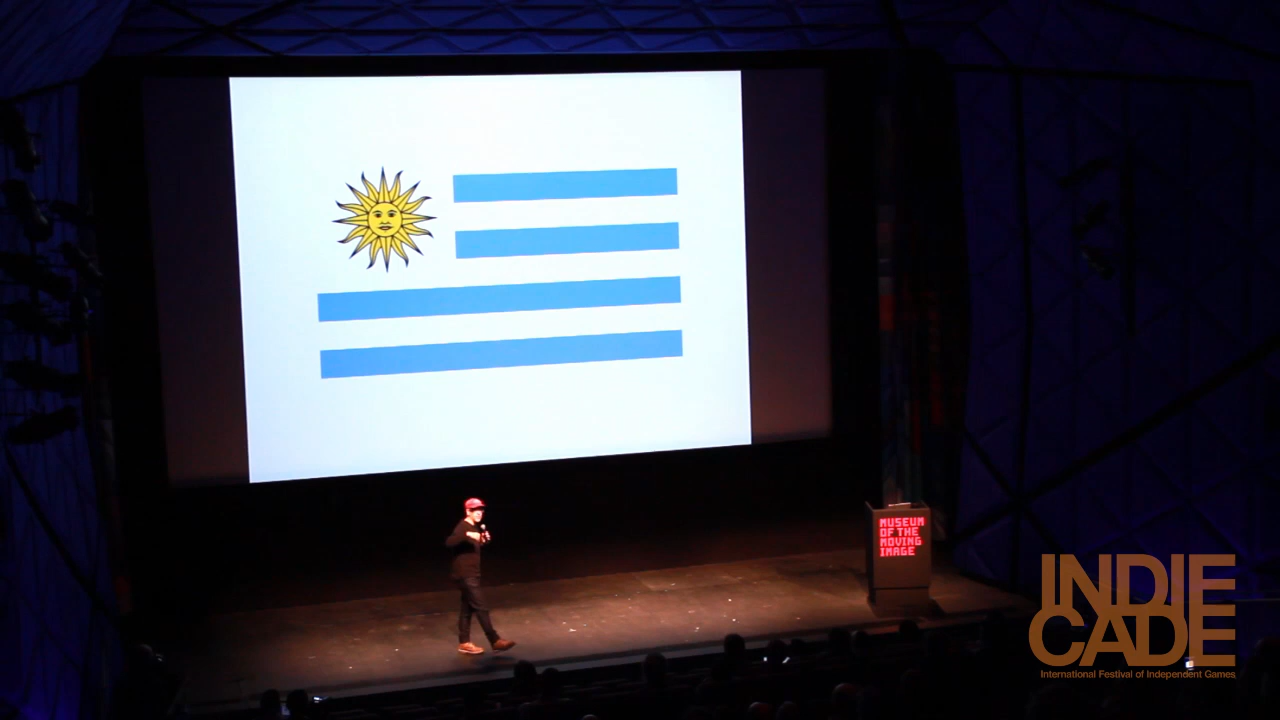 MUSEUM
OF THE
MOVING
IMAGE
INDIE
CADE
International Festival of Independent Games